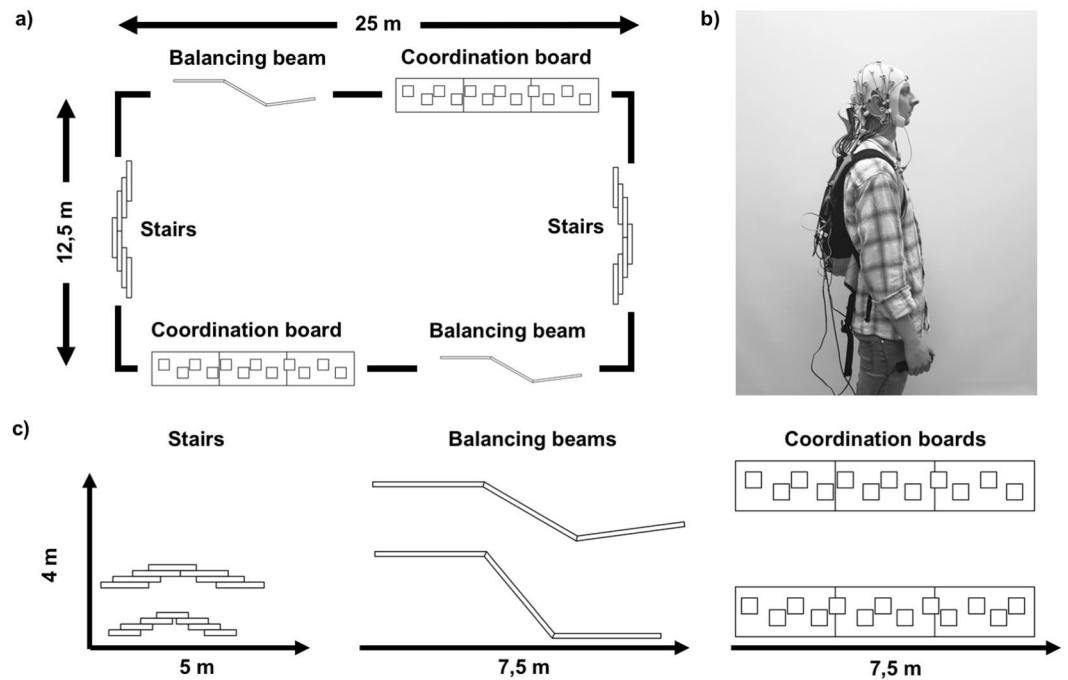 a)
25 m
b)
Balancing beam
Coordination board
12,5 m
Stairs
Stairs
Coordination board
Balancing beam
c)
Stairs
Balancing beams
Coordination boards
4 m
5 m
7,5 m
7,5 m